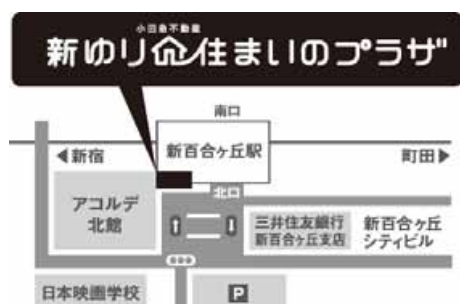 小田急不動産
新ゆり 住まいのプラザ
南口
◀新宿
新百合ヶ丘駅
町田▶
北口
アコルデ
北館
三井住友銀行
新百合ヶ丘支店
新百合ヶ丘
シティビル
日本映画学校
P